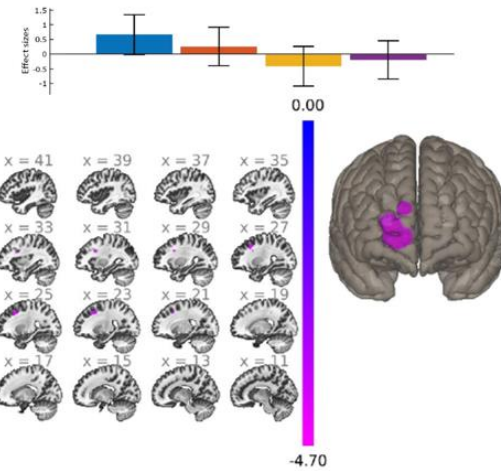 1.5
1
0.5
0
-0.5
-1
Effect sizes
0.00
x = 41 x = 39 x = 37 x = 35
x = 33 x = 31 x = 29 x = 27
x = 25 x = 23 x = 21 x = 19
x = 17 x = 15 x = 13 x = 11
-4.70